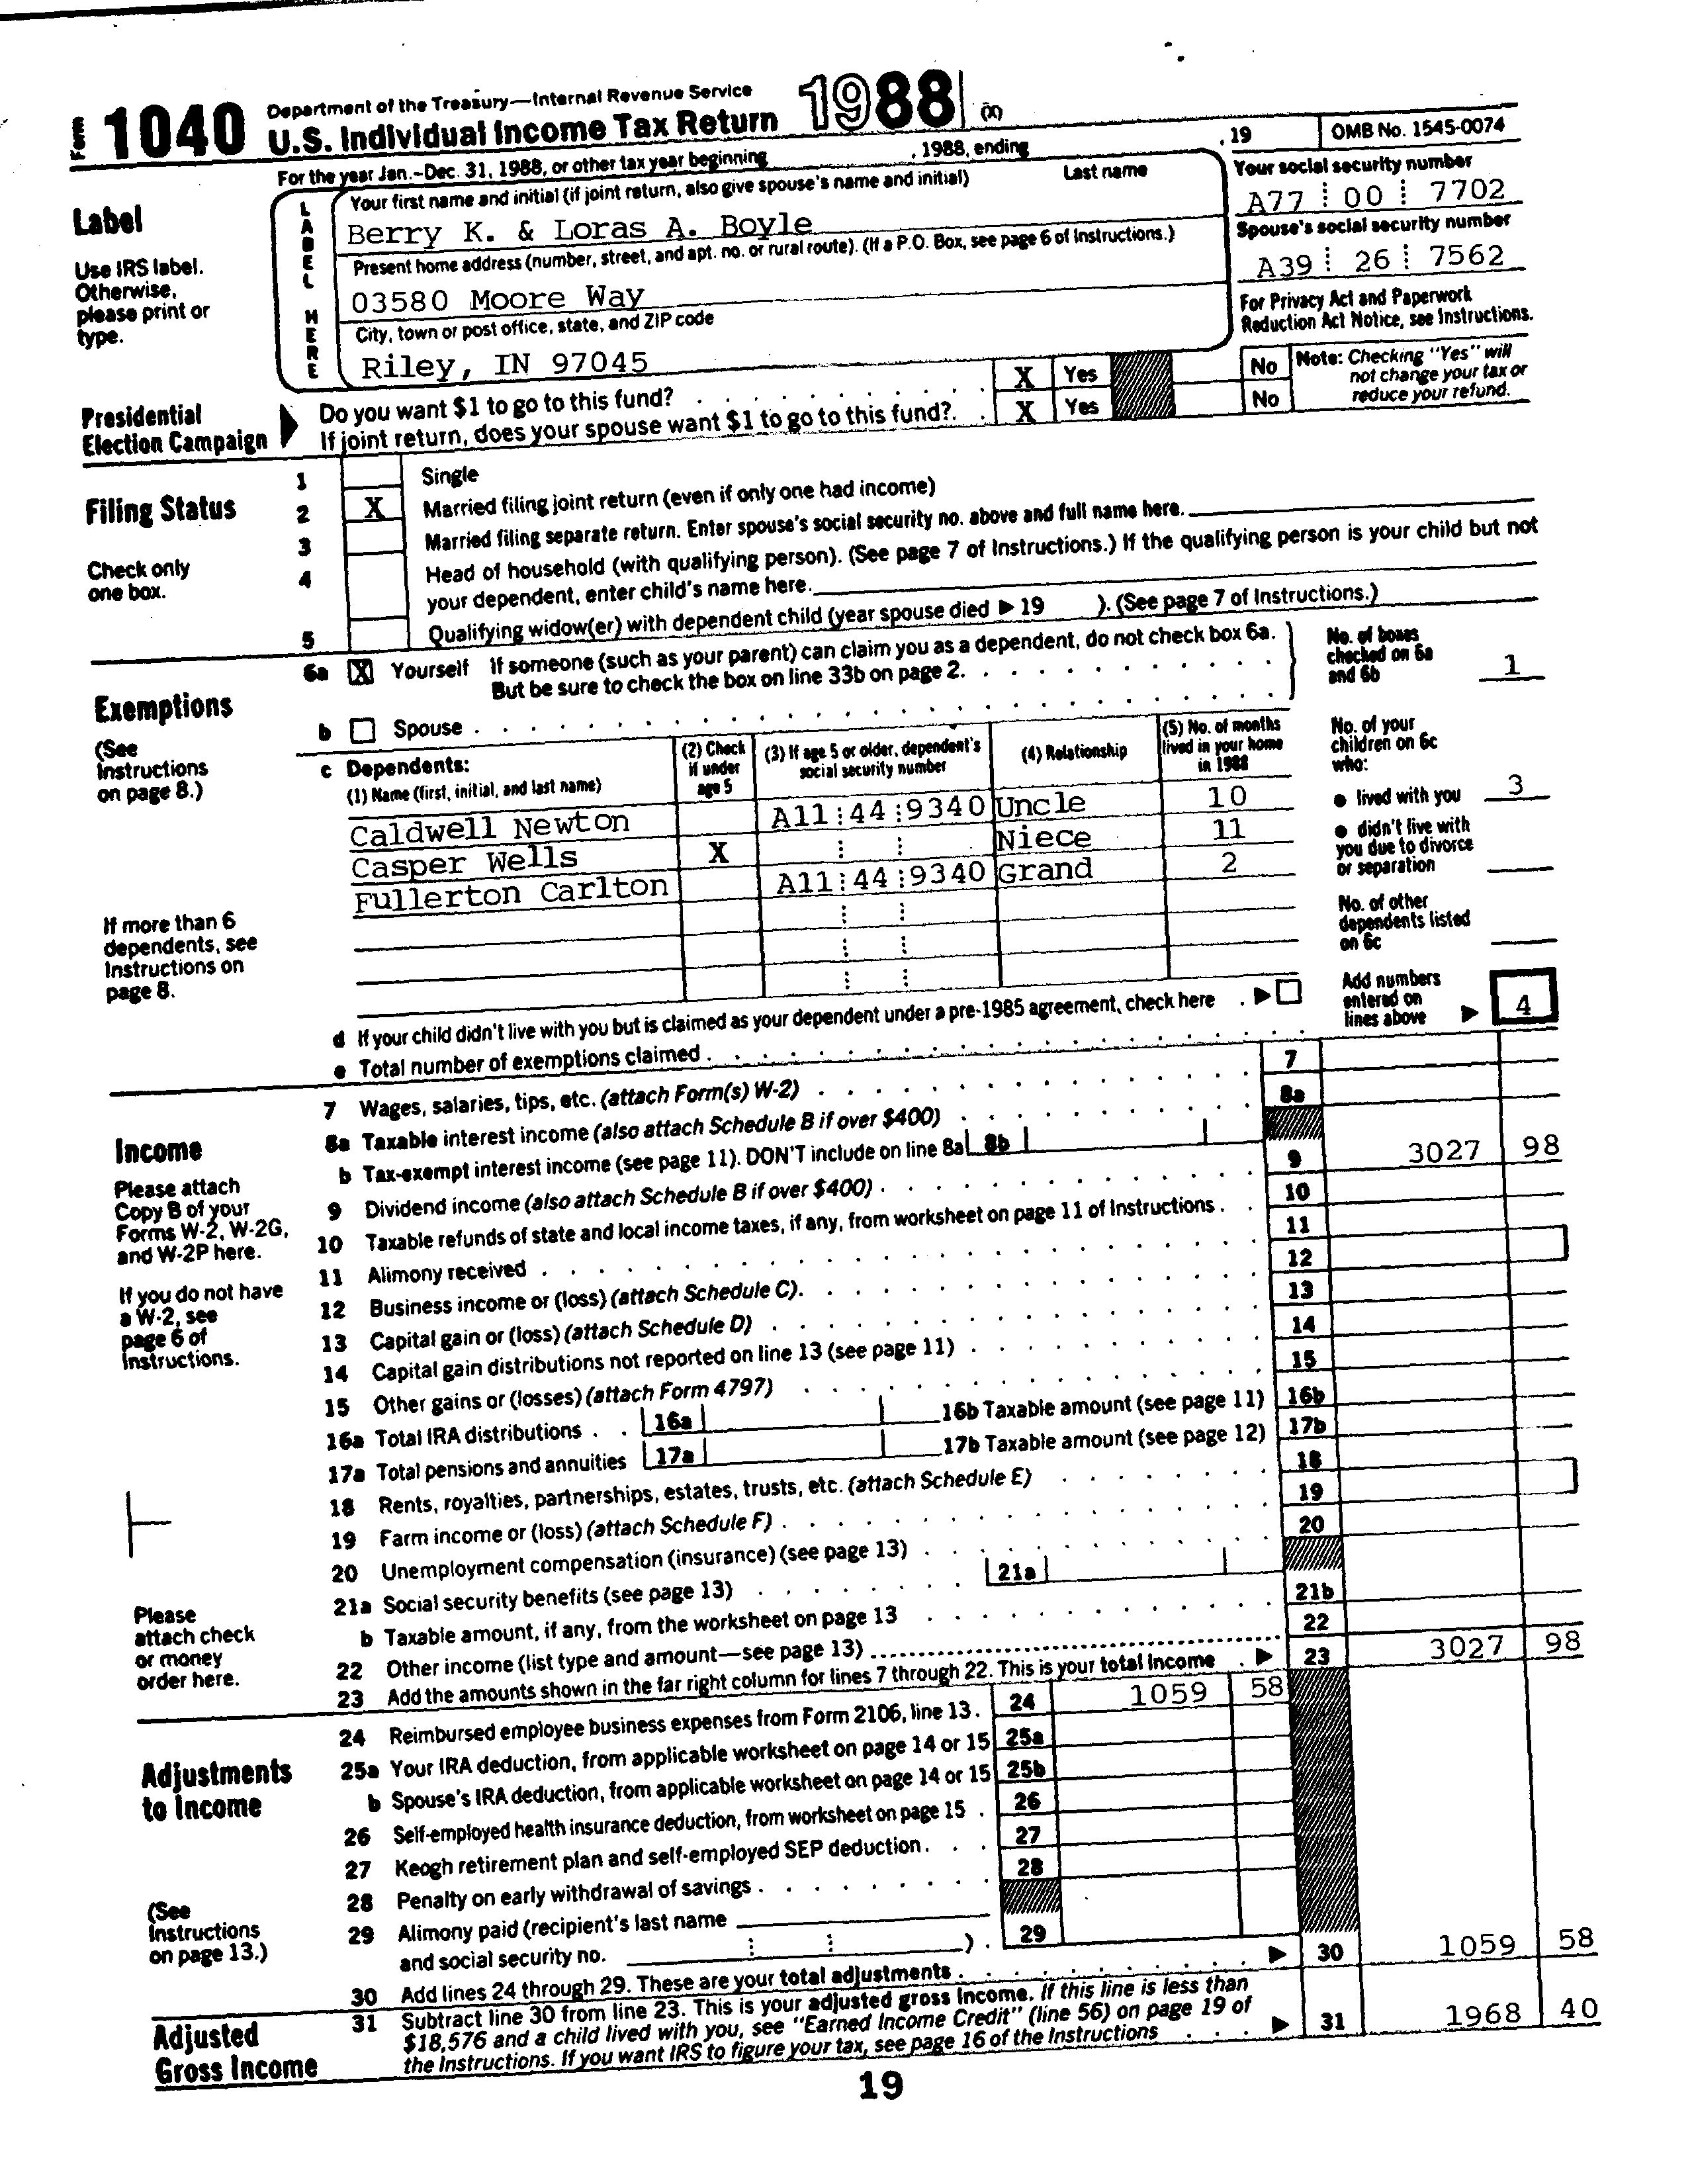 Form 1040 Department of the Treasury—Internal Revenue Service
U.S. Individual Income Tax Return 1988 (X)
For the year Jan.–Dec. 31, 1988, or other tax year beginning , 1988, ending , 19 OMB No. 1545-0074
Label
Use IRS label.
Otherwise,
please print or
type.
LABEL HERE
Your first name and initial (if joint return, also give spouse's name and initial) Last name
Berry K. & Loras A. Boyle
Present home address (number, street, and apt. no. or rural route). (If a P.O. Box, see page 6 of Instructions.)
03580 Moore Way
City, town or post office, state, and ZIP code
Riley, IN 97045
Your social security number
A77 00 7702
Spouse's social security number
A39 26 7562
For Privacy Act and Paperwork
Reduction Act Notice, see Instructions.
Presidential
Election Campaign
Do you want $1 to go to this fund? X Yes No
If joint return, does your spouse want $1 to go to this fund? X Yes No
Note: Checking "Yes" will
not change your tax or
reduce your refund.
Filing Status
Check only
one box.
1 Single
2 X Married filing joint return (even if only one had income)
3 Married filing separate return. Enter spouse's social security no. above and full name here.
4 Head of household (with qualifying person). (See page 7 of Instructions.) If the qualifying person is your child but not
your dependent, enter child's name here.
5 Qualifying widow(er) with dependent child (year spouse died ▶ 19 ). (See page 7 of Instructions.)
Exemptions
(See
Instructions
on page 8.)
6a X Yourself If someone (such as your parent) can claim you as a dependent, do not check box 6a.
But be sure to check the box on line 33b on page 2.
b Spouse
No. of boxes
checked on 6a
and 6b 1
c Dependents:
(1) Name (first, initial, and last name)
(2) Check
if under
age 5
(3) If age 5 or older, dependent's
social security number
(4) Relationship
(5) No. of months
lived in your home
in 1988
Caldwell Newton A11 44 9340 Uncle 10
Casper Wells X Niece 11
Fullerton Carlton A11 44 9340 Grand 2
No. of your
children on 6c
who:
● lived with you 3
● didn't live with
you due to divorce
or separation
No. of other
dependents listed
on 6c
If more than 6
dependents, see
Instructions on
page 8.
d If your child didn't live with you but is claimed as your dependent under a pre-1985 agreement, check here ▶
e Total number of exemptions claimed
Add numbers
entered on
lines above ▶ 4
Income
Please attach
Copy B of your
Forms W-2, W-2G,
and W-2P here.
If you do not have
a W-2, see
page 6 of
Instructions.
7 Wages, salaries, tips, etc. (attach Form(s) W-2) 7
8a Taxable interest income (also attach Schedule B if over $400) 8a
b Tax-exempt interest income (see page 11). DON'T include on line 8a 8b
9 Dividend income (also attach Schedule B if over $400) 9 3027 98
10 Taxable refunds of state and local income taxes, if any, from worksheet on page 11 of Instructions 10
11 Alimony received 11
12 Business income or (loss) (attach Schedule C) 12
13 Capital gain or (loss) (attach Schedule D) 13
14 Capital gain distributions not reported on line 13 (see page 11) 14
15 Other gains or (losses) (attach Form 4797) 15
16a Total IRA distributions 16a 16b Taxable amount (see page 11) 16b
17a Total pensions and annuities 17a 17b Taxable amount (see page 12) 17b
18 Rents, royalties, partnerships, estates, trusts, etc. (attach Schedule E) 18
19 Farm income or (loss) (attach Schedule F) 19
20 Unemployment compensation (insurance) (see page 13) 20
21a Social security benefits (see page 13) 21a
b Taxable amount, if any, from the worksheet on page 13 21b
22 Other income (list type and amount—see page 13) 22
23 Add the amounts shown in the far right column for lines 7 through 22. This is your total income ▶ 23 3027 98
Please
attach check
or money
order here.
Adjustments
to Income
(See
Instructions
on page 13.)
24 Reimbursed employee business expenses from Form 2106, line 13. 24 1059 58
25a Your IRA deduction, from applicable worksheet on page 14 or 15 25a
b Spouse's IRA deduction, from applicable worksheet on page 14 or 15 25b
26 Self-employed health insurance deduction, from worksheet on page 15 26
27 Keogh retirement plan and self-employed SEP deduction 27
28 Penalty on early withdrawal of savings 28
29 Alimony paid (recipient's last name
and social security no. ) 29
30 Add lines 24 through 29. These are your total adjustments ▶ 30 1059 58
Adjusted
Gross Income
31 Subtract line 30 from line 23. This is your adjusted gross income. If this line is less than
$18,576 and a child lived with you, see "Earned Income Credit" (line 56) on page 19 of
the Instructions. If you want IRS to figure your tax, see page 16 of the Instructions ▶ 31 1968 40
19